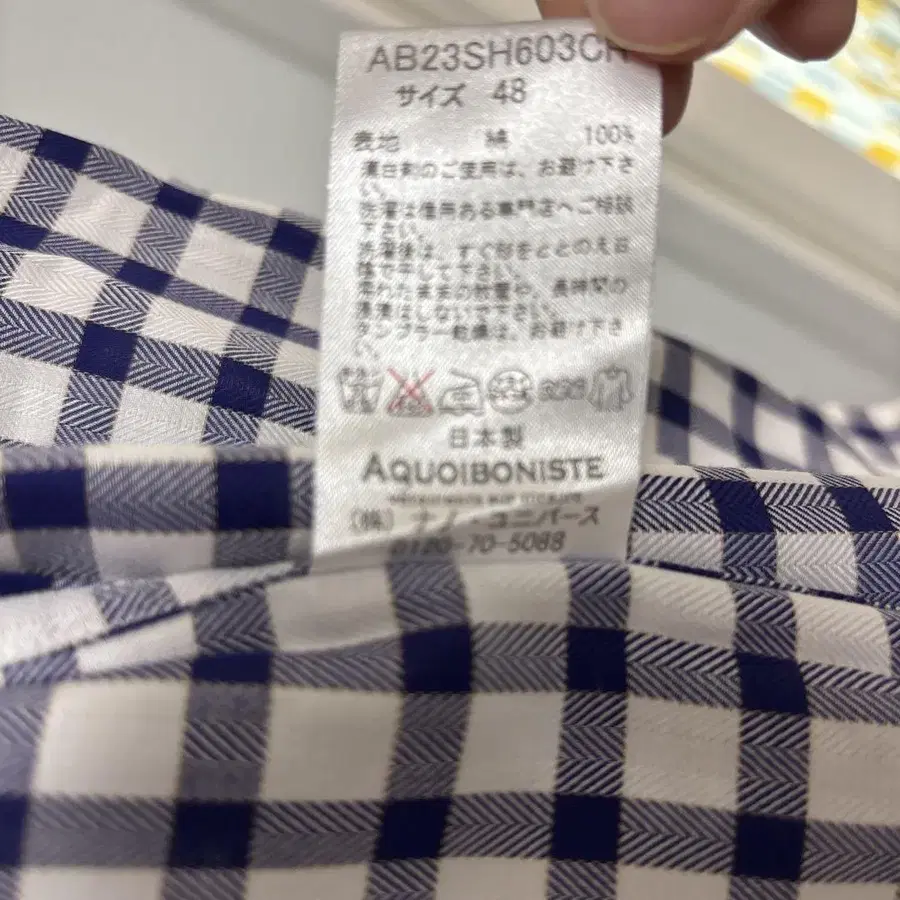 AB23SH603CH
サイズ 48
表地 綿 100%
漂白剤のご使用は、お避け下さ
い。
洗濯は信用ある専門店へご相談
下さい。
洗濯後は、すぐ形をととのえ日
陰で干して下さい。
濡れたままの放置や、長時間の
浸漬はしないで下さい。
タンブラー乾燥は、お避け下さ
い。
日本製
AQUOIBONISTE
(株) ナノ・ユニバース
0120-70-5088